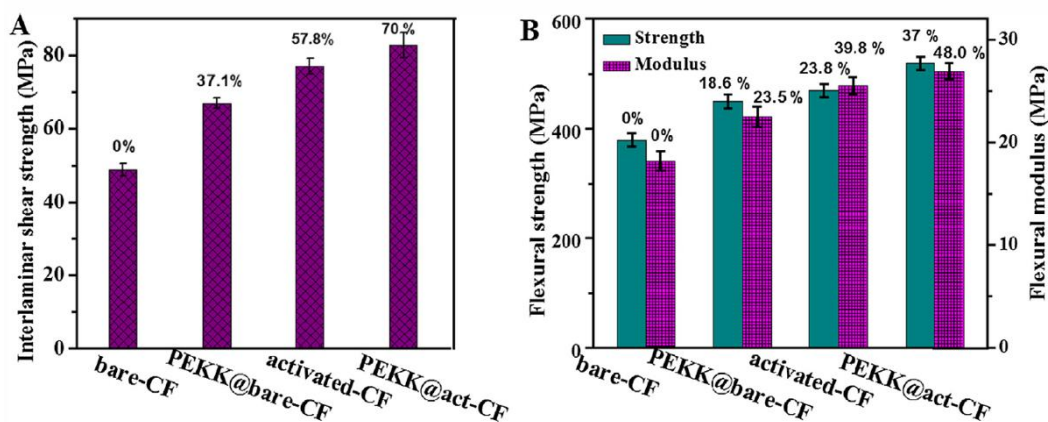 A
Interlaminar shear strength (MPa)
80
60
40
20
0
0%
37.1%
57.8%
70 %
bare-CF
PEKK@bare-CF
activated-CF
PEKK@act-CF
B
Flexural strength (MPa)
600
400
200
0
Strength
Modulus
0%
0%
18.6 %
23.5 %
23.8 %
39.8 %
37 %
48.0 %
bare-CF
PEKK@bare-CF
activated-CF
PEKK@act-CF
30
20
10
0
Flexural modulus (MPa)